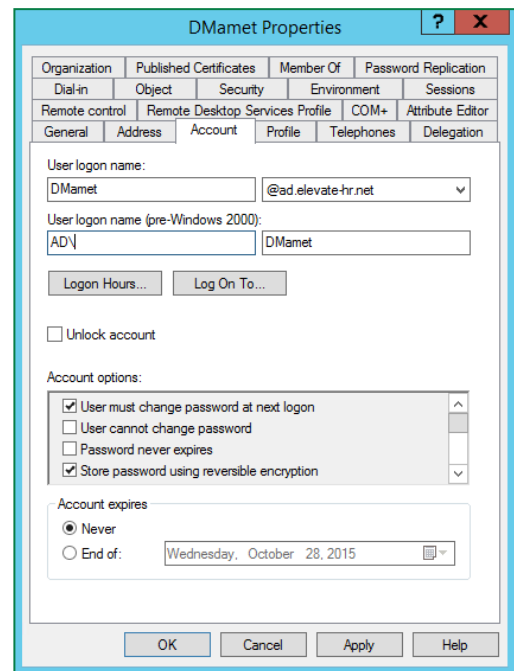 DMamet Properties
? X
Organization Published Certificates Member Of Password Replication
Dial-in Object Security Environment Sessions
Remote control Remote Desktop Services Profile COM+ Attribute Editor
General Address Account Profile Telephones Delegation
User logon name:
DMamet @ad.elevate-hr.net
User logon name (pre-Windows 2000):
AD\ DMamet
Logon Hours... Log On To...
Unlock account
Account options:
User must change password at next logon
User cannot change password
Password never expires
Store password using reversible encryption
Account expires
Never
End of: Wednesday, October 28, 2015
OK Cancel Apply Help